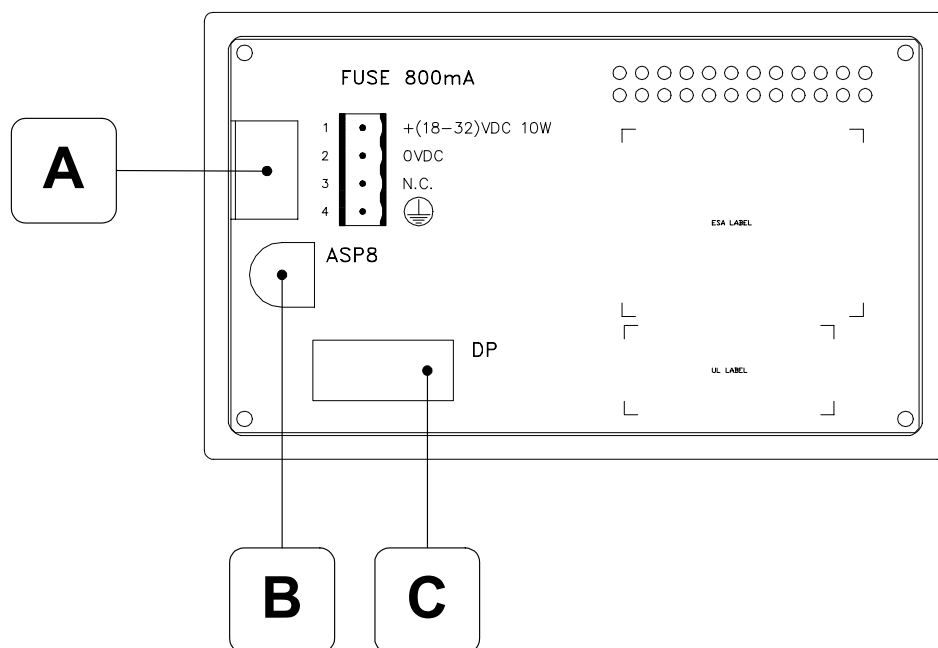 FUSE 800mA
1 +(18-32)VDC 10W
2 0VDC
3 N.C.
4
A
ESA LABEL
ASP8
DP
UL LABEL
B
C